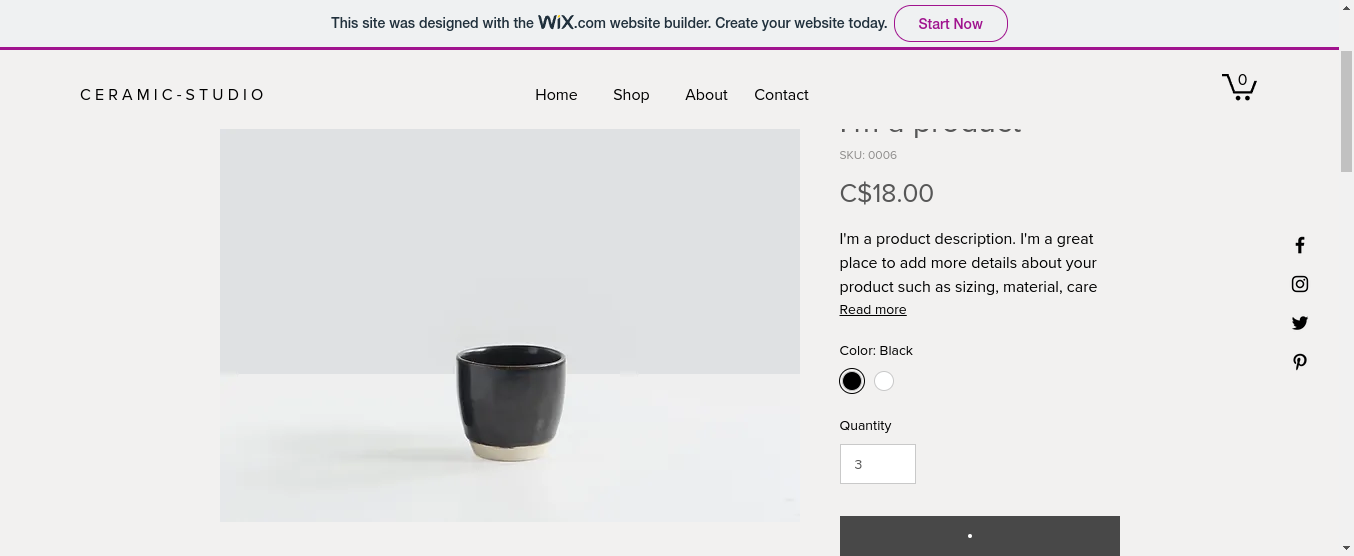 This site was designed with the WiX.com website builder. Create your website today.
Start Now
CERAMIC-STUDIO
Home
Shop
About
Contact
0
I'm a product
SKU: 0006
C$18.00
I'm a product description. I'm a great
place to add more details about your
product such as sizing, material, care
Read more
Color: Black
Quantity
3